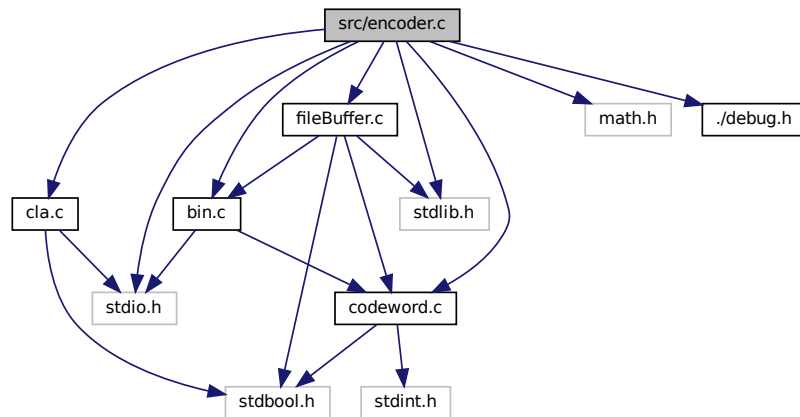 src/encoder.c
fileBuffer.c
math.h
./debug.h
cla.c
bin.c
stdlib.h
stdio.h
codeword.c
stdbool.h
stdint.h